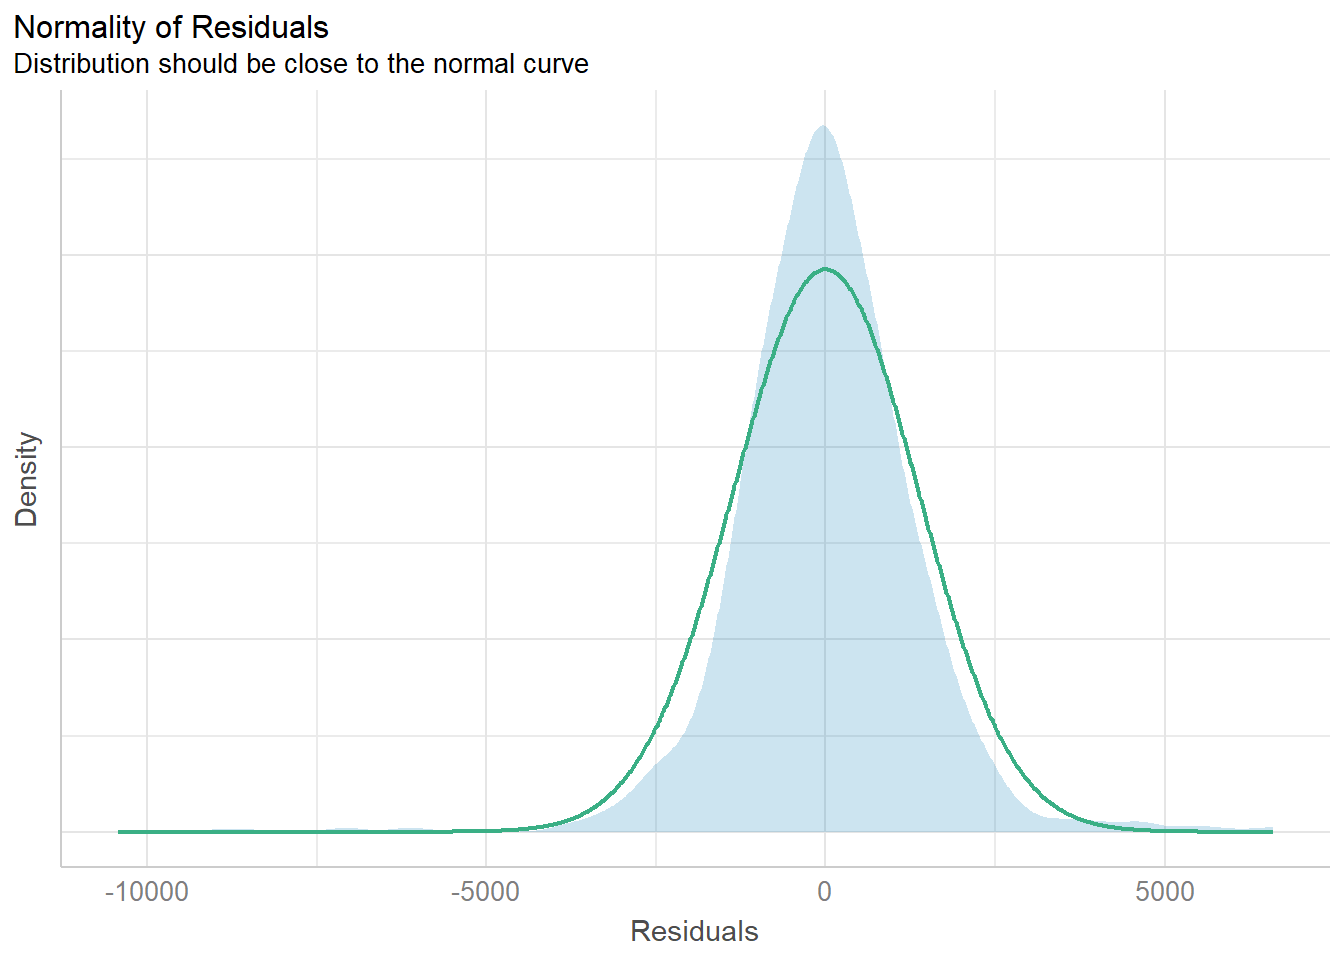 Normality of Residuals
Distribution should be close to the normal curve
Density
-10000 -5000 0 5000
Residuals